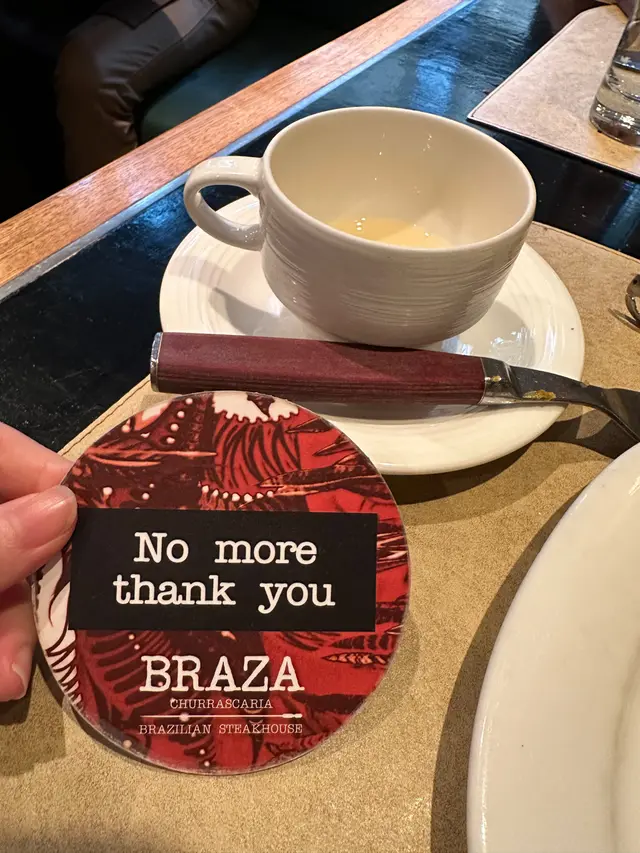 No more
thank you
BRAZA
CHURRASCARIA
BRAZILIAN STEAKHOUSE